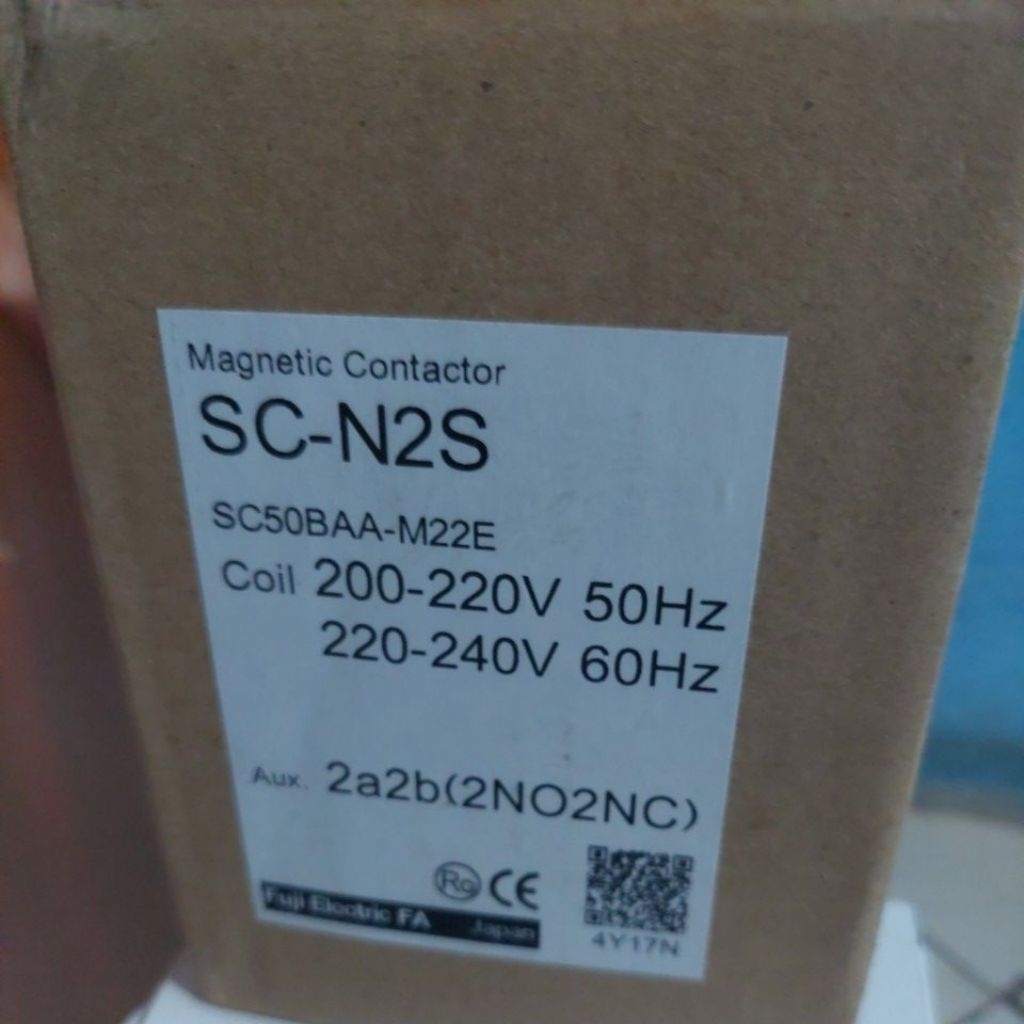 Magnetic Contactor
SC-N2S
SC50BAA-M22E
Coil 200-220V 50Hz
220-240V 60Hz
Aux. 2a2b(2NO2NC)
Ro CE
Fuji Electric FA Japan
4Y17N